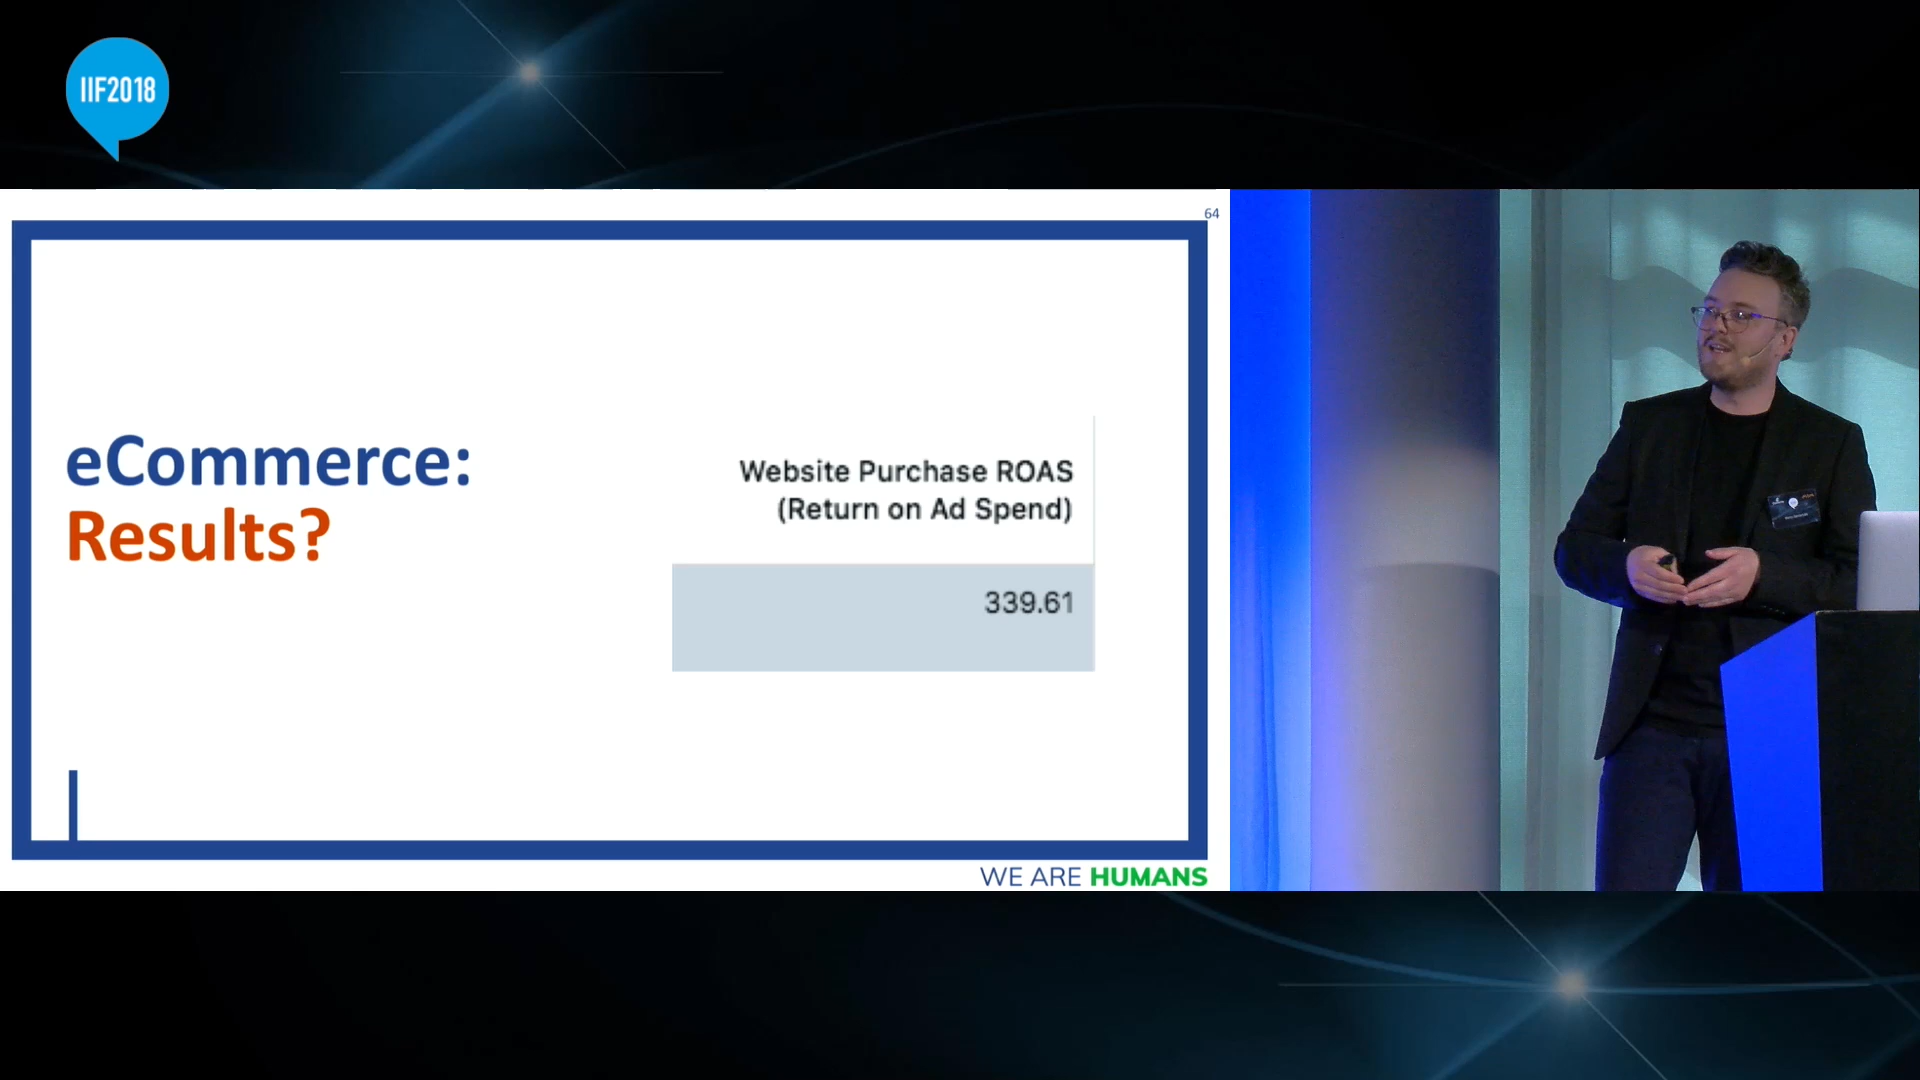 IIF2018
64
eCommerce:
Results?
Website Purchase ROAS
(Return on Ad Spend)
339.61
WE ARE HUMANS